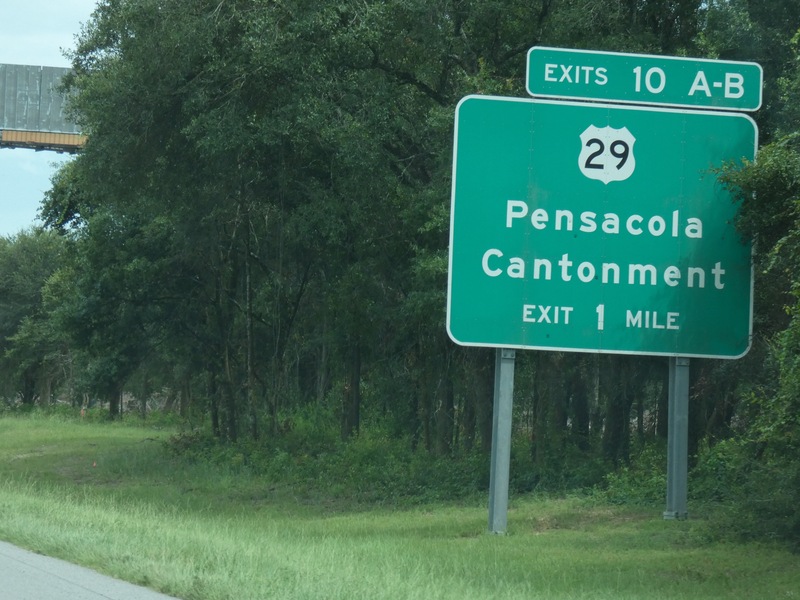 EXITS 10 A-B
29
Pensacola
Cantonment
EXIT 1 MILE